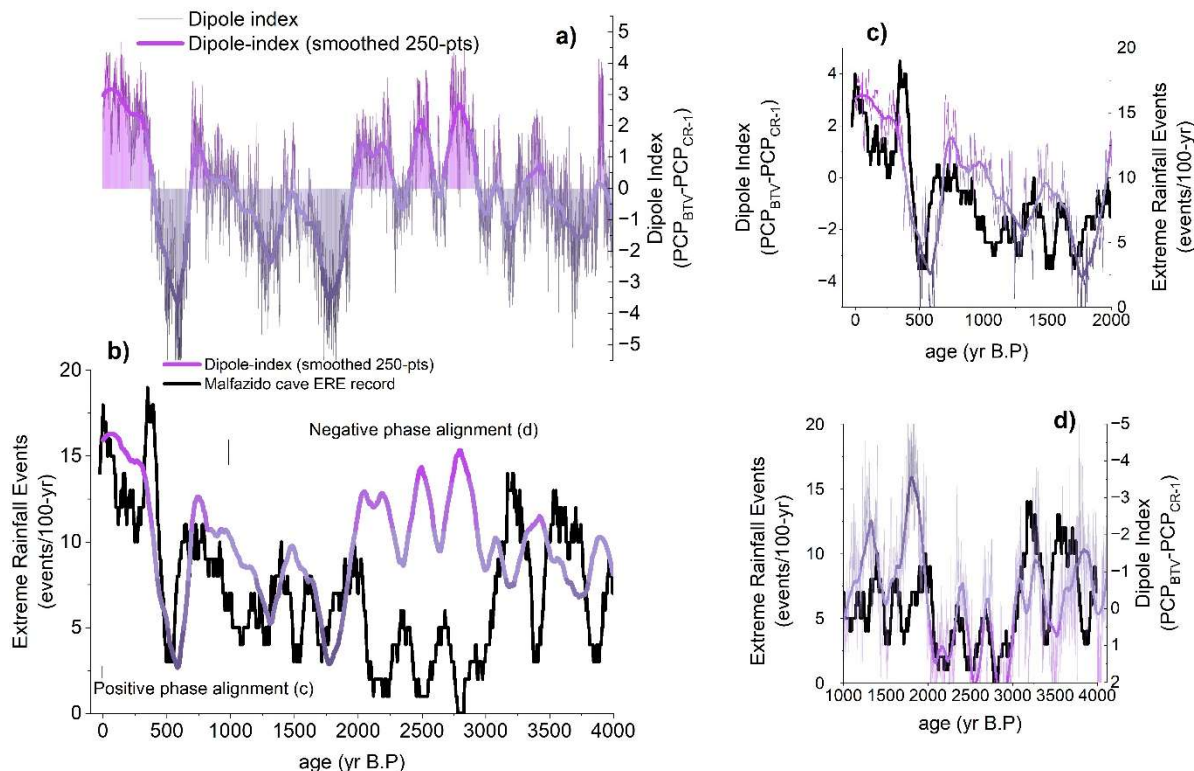 Dipole index
Dipole-index (smoothed 250-pts)
a)
5
4
3
2
1
0
-1
-2
-3
-4
-5
Dipole Index
(PCP_BTV-PCP_CR-1)
b)
Dipole-index (smoothed 250-pts)
Malfazido cave ERE record
Negative phase alignment (d)
Positive phase alignment (c)
20
15
10
5
0
Extreme Rainfall Events
(events/100-yr)
0 500 1000 1500 2000 2500 3000 3500 4000
age (yr B.P)
c)
4
2
0
-2
-4
Dipole Index
(PCP_BTV-PCP_CR-1)
20
15
10
5
0
Extreme Rainfall Events
(events/100-yr)
0 500 1000 1500 2000
age (yr B.P)
d)
20
15
10
5
0
Extreme Rainfall Events
(events/100-yr)
-5
-4
-3
-2
-1
0
1
2
Dipole Index
(PCP_BTV-PCP_CR-1)
1000 1500 2000 2500 3000 3500 4000
age (yr B.P)